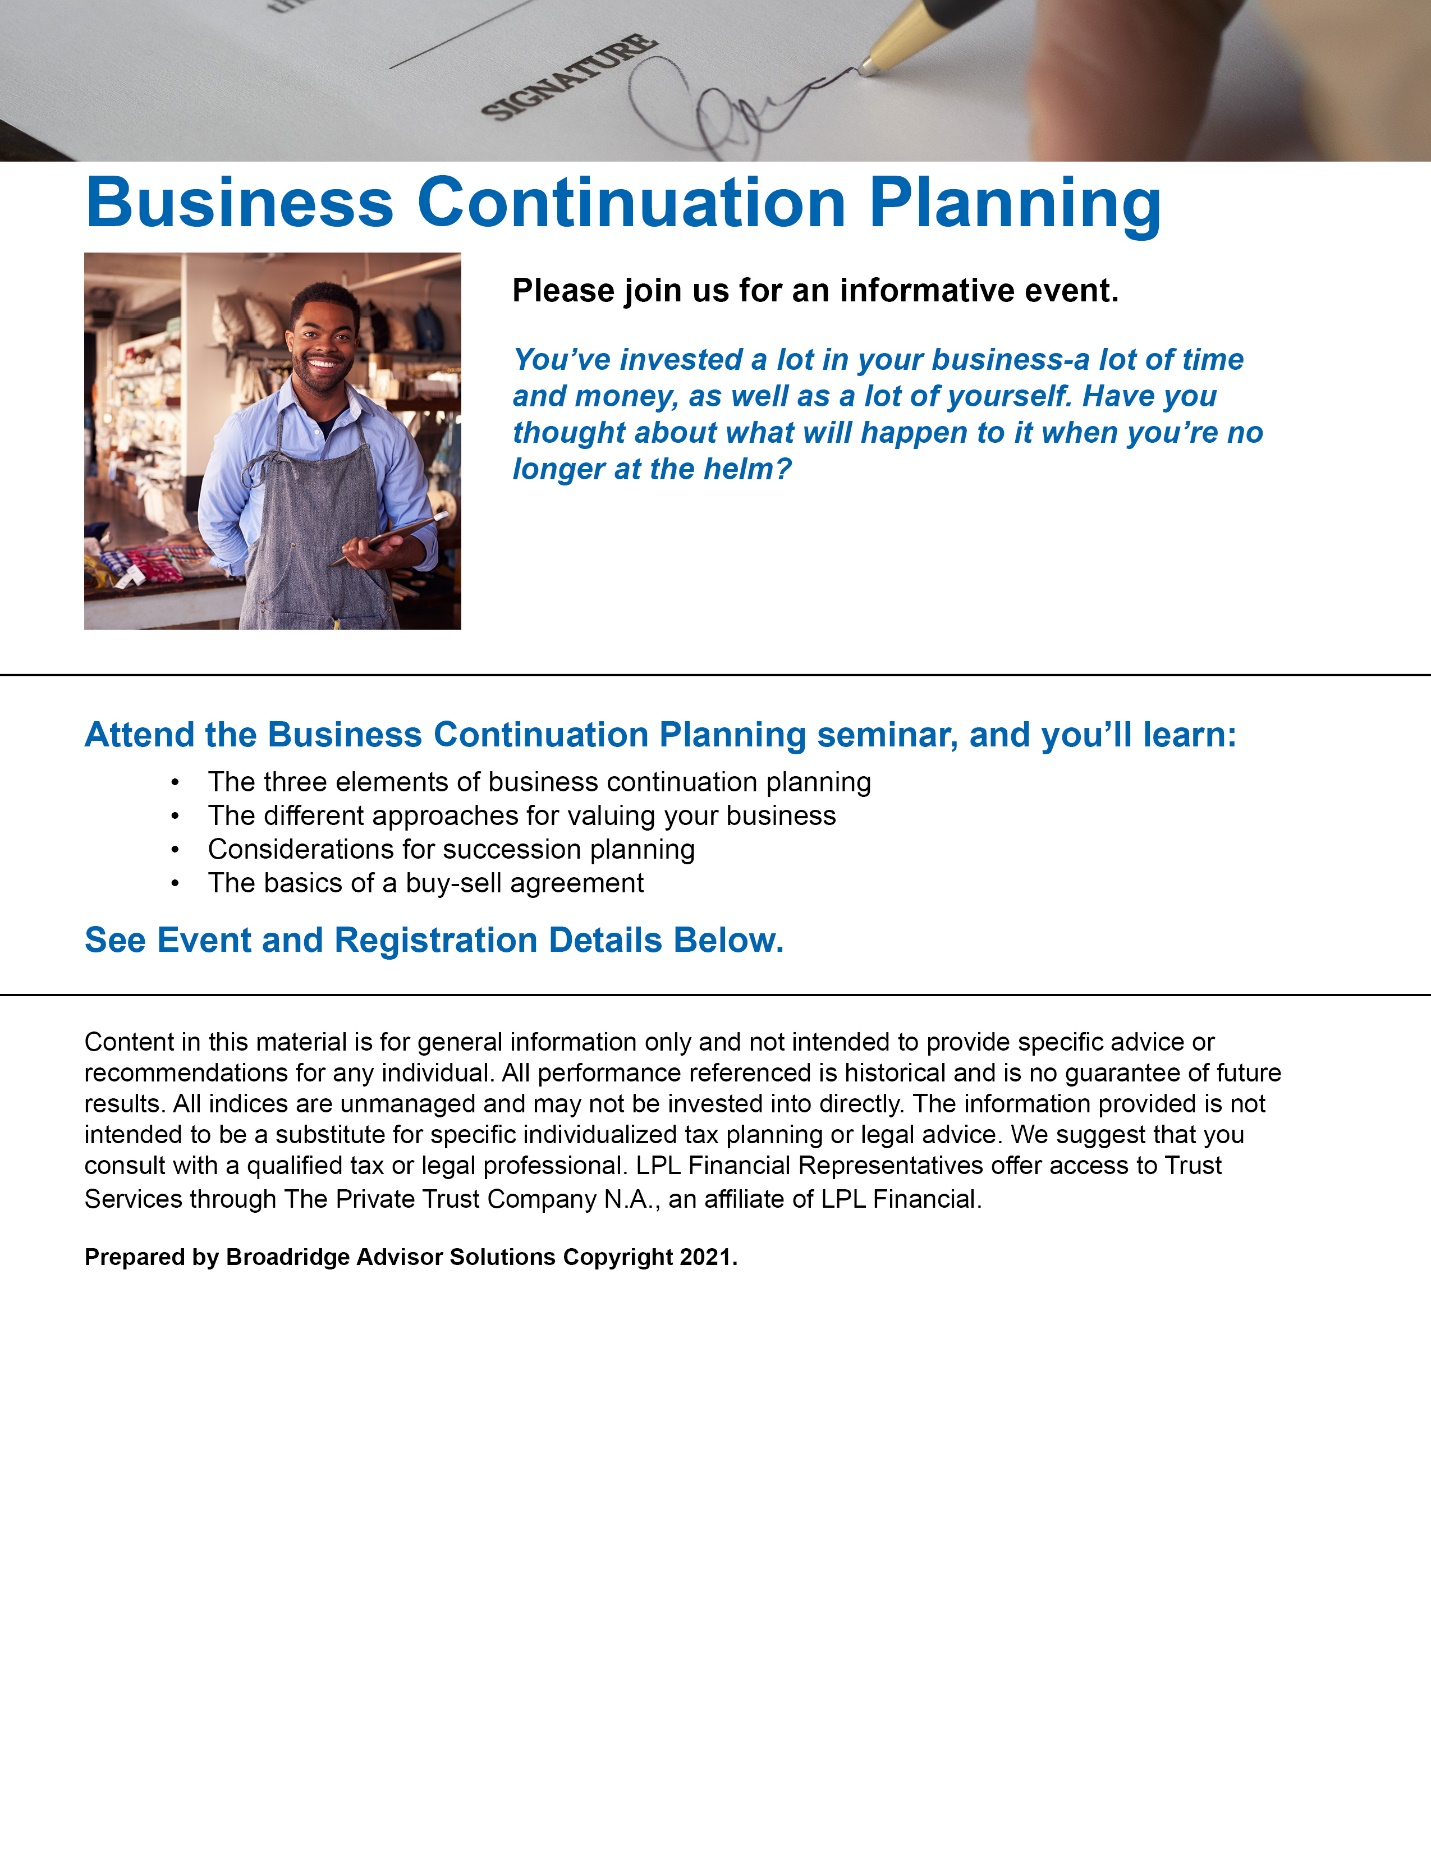 SIGNATURE
Business Continuation Planning
Please join us for an informative event.
You’ve invested a lot in your business-a lot of time
and money, as well as a lot of yourself. Have you
thought about what will happen to it when you’re no
longer at the helm?
Attend the Business Continuation Planning seminar, and you’ll learn:
• The three elements of business continuation planning
• The different approaches for valuing your business
• Considerations for succession planning
• The basics of a buy-sell agreement
See Event and Registration Details Below.
Content in this material is for general information only and not intended to provide specific advice or
recommendations for any individual. All performance referenced is historical and is no guarantee of future
results. All indices are unmanaged and may not be invested into directly. The information provided is not
intended to be a substitute for specific individualized tax planning or legal advice. We suggest that you
consult with a qualified tax or legal professional. LPL Financial Representatives offer access to Trust
Services through The Private Trust Company N.A., an affiliate of LPL Financial.
Prepared by Broadridge Advisor Solutions Copyright 2021.